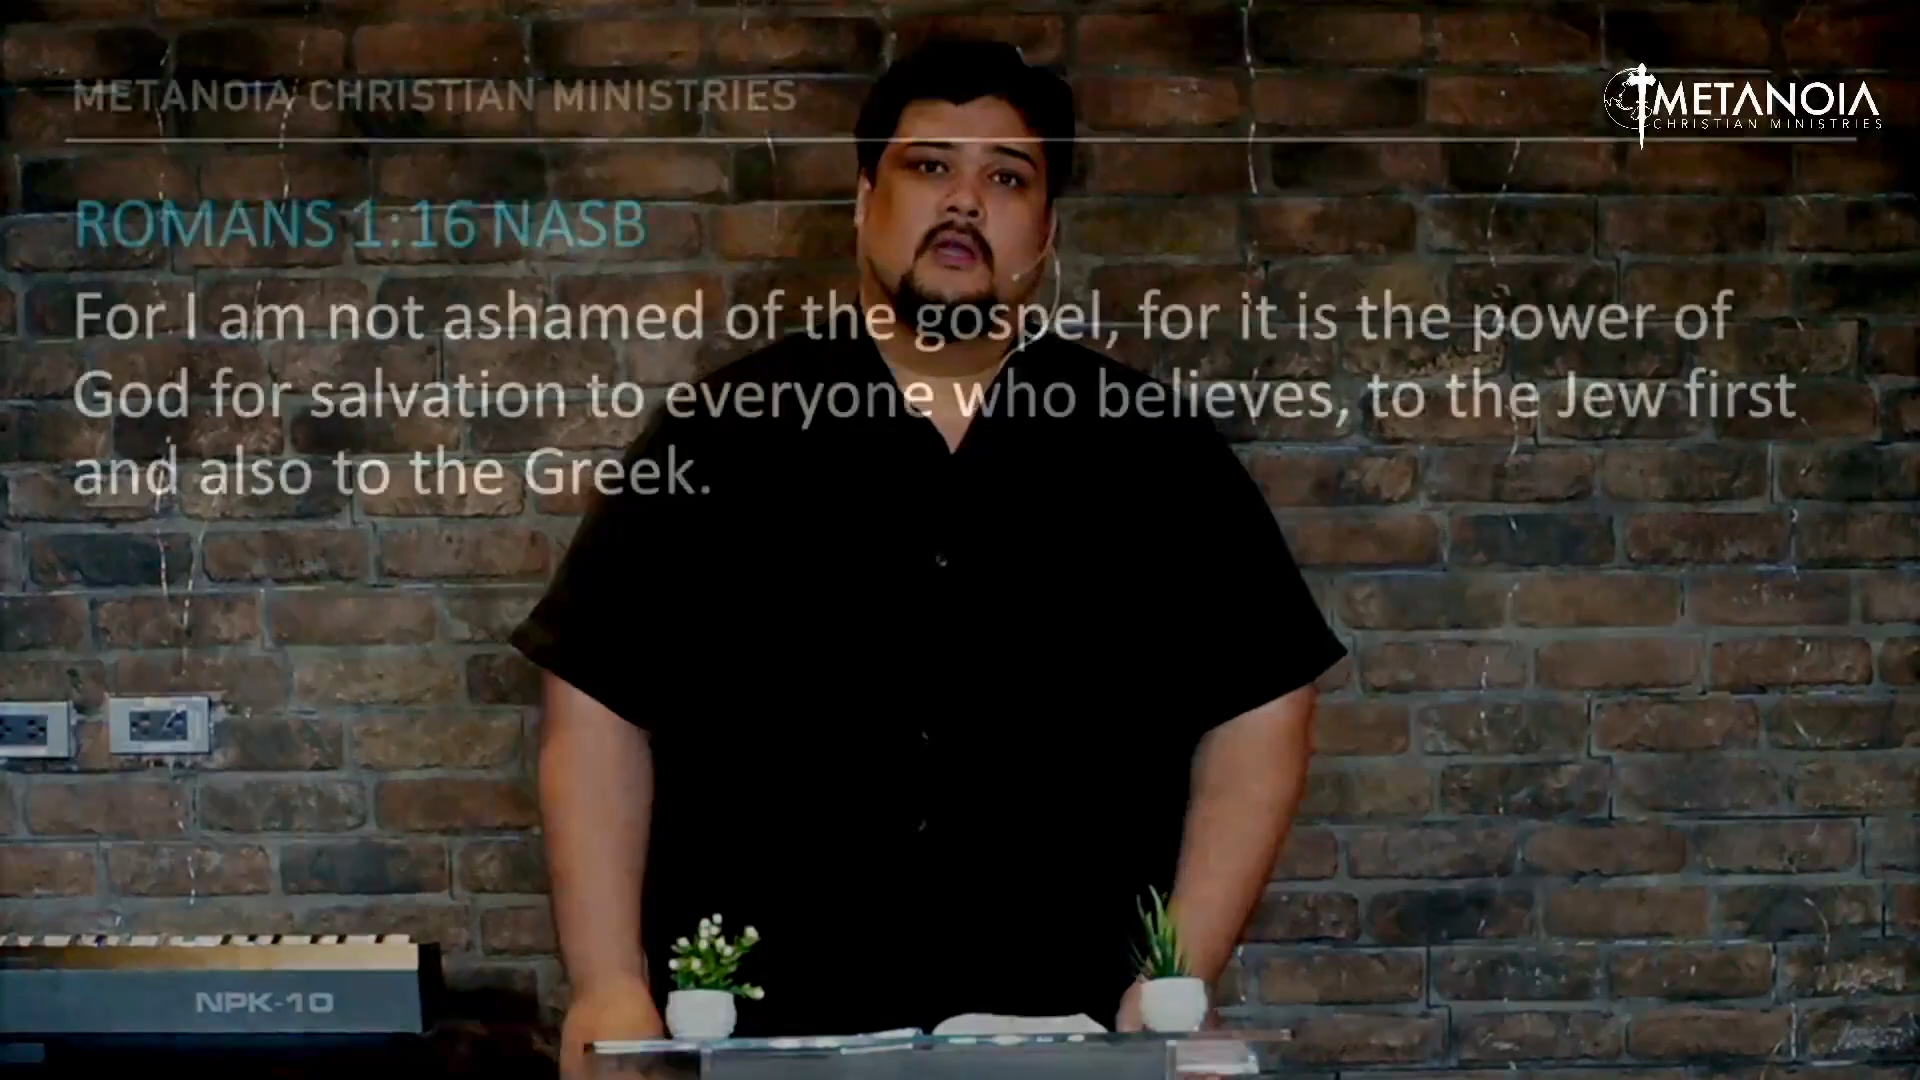 METANOIA CHRISTIAN MINISTRIES
METANOIA
CHRISTIAN MINISTRIES
ROMANS 1:16 NASB
For I am not ashamed of the gospel, for it is the power of
God for salvation to everyone who believes, to the Jew first
and also to the Greek.
NPK-10